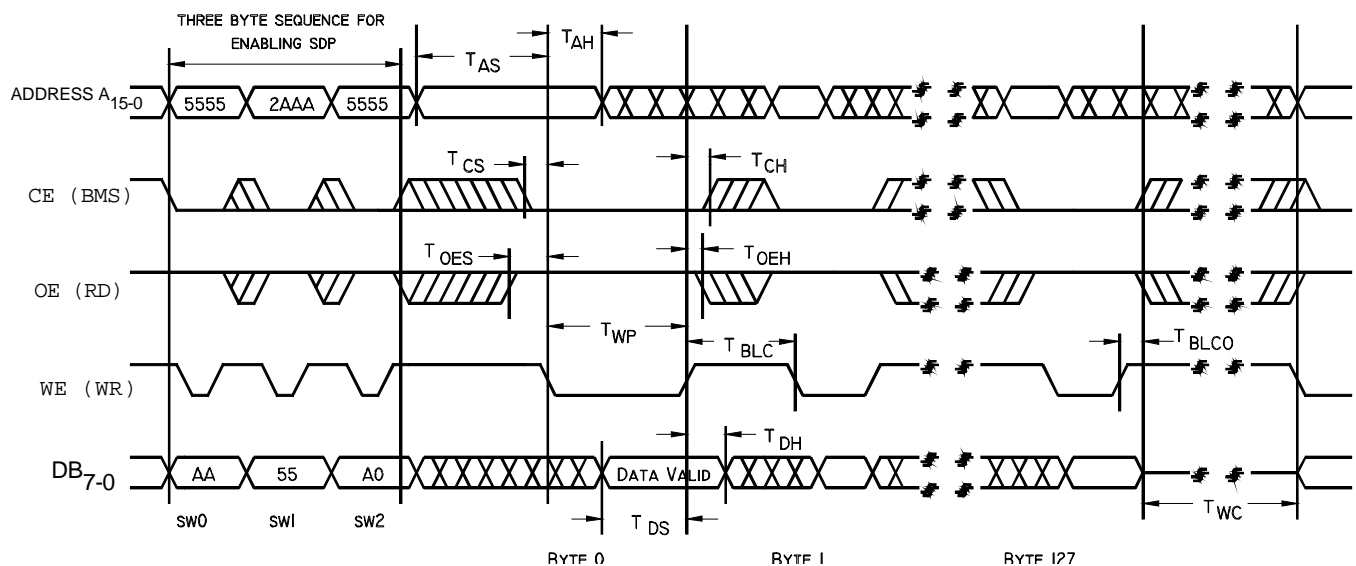 THREE BYTE SEQUENCE FOR
ENABLING SDP
T AS
T AH
ADDRESS A15-0
5555
2AAA
5555
T CS
T CH
CE (BMS)
T OES
T OEH
OE (RD)
T WP
T BLC
T BLCO
WE (WR)
T DH
DB7-0
AA
55
A0
DATA VALID
T WC
SW0
SW1
SW2
T DS
BYTE 0
BYTE 1
BYTE 127